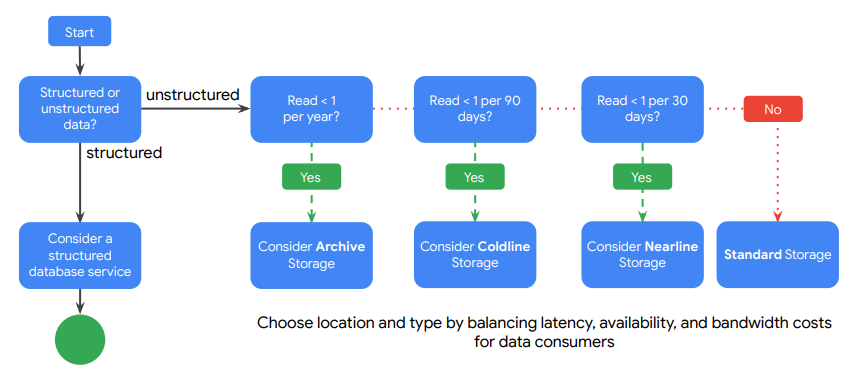 Start
Structured or
unstructured
data?
unstructured
structured
Read < 1
per year?
Read < 1 per 90
days?
Read < 1 per 30
days?
No
Yes
Yes
Yes
Consider a
structured
database service
Consider Archive
Storage
Consider Coldline
Storage
Consider Nearline
Storage
Standard Storage
Choose location and type by balancing latency, availability, and bandwidth costs
for data consumers